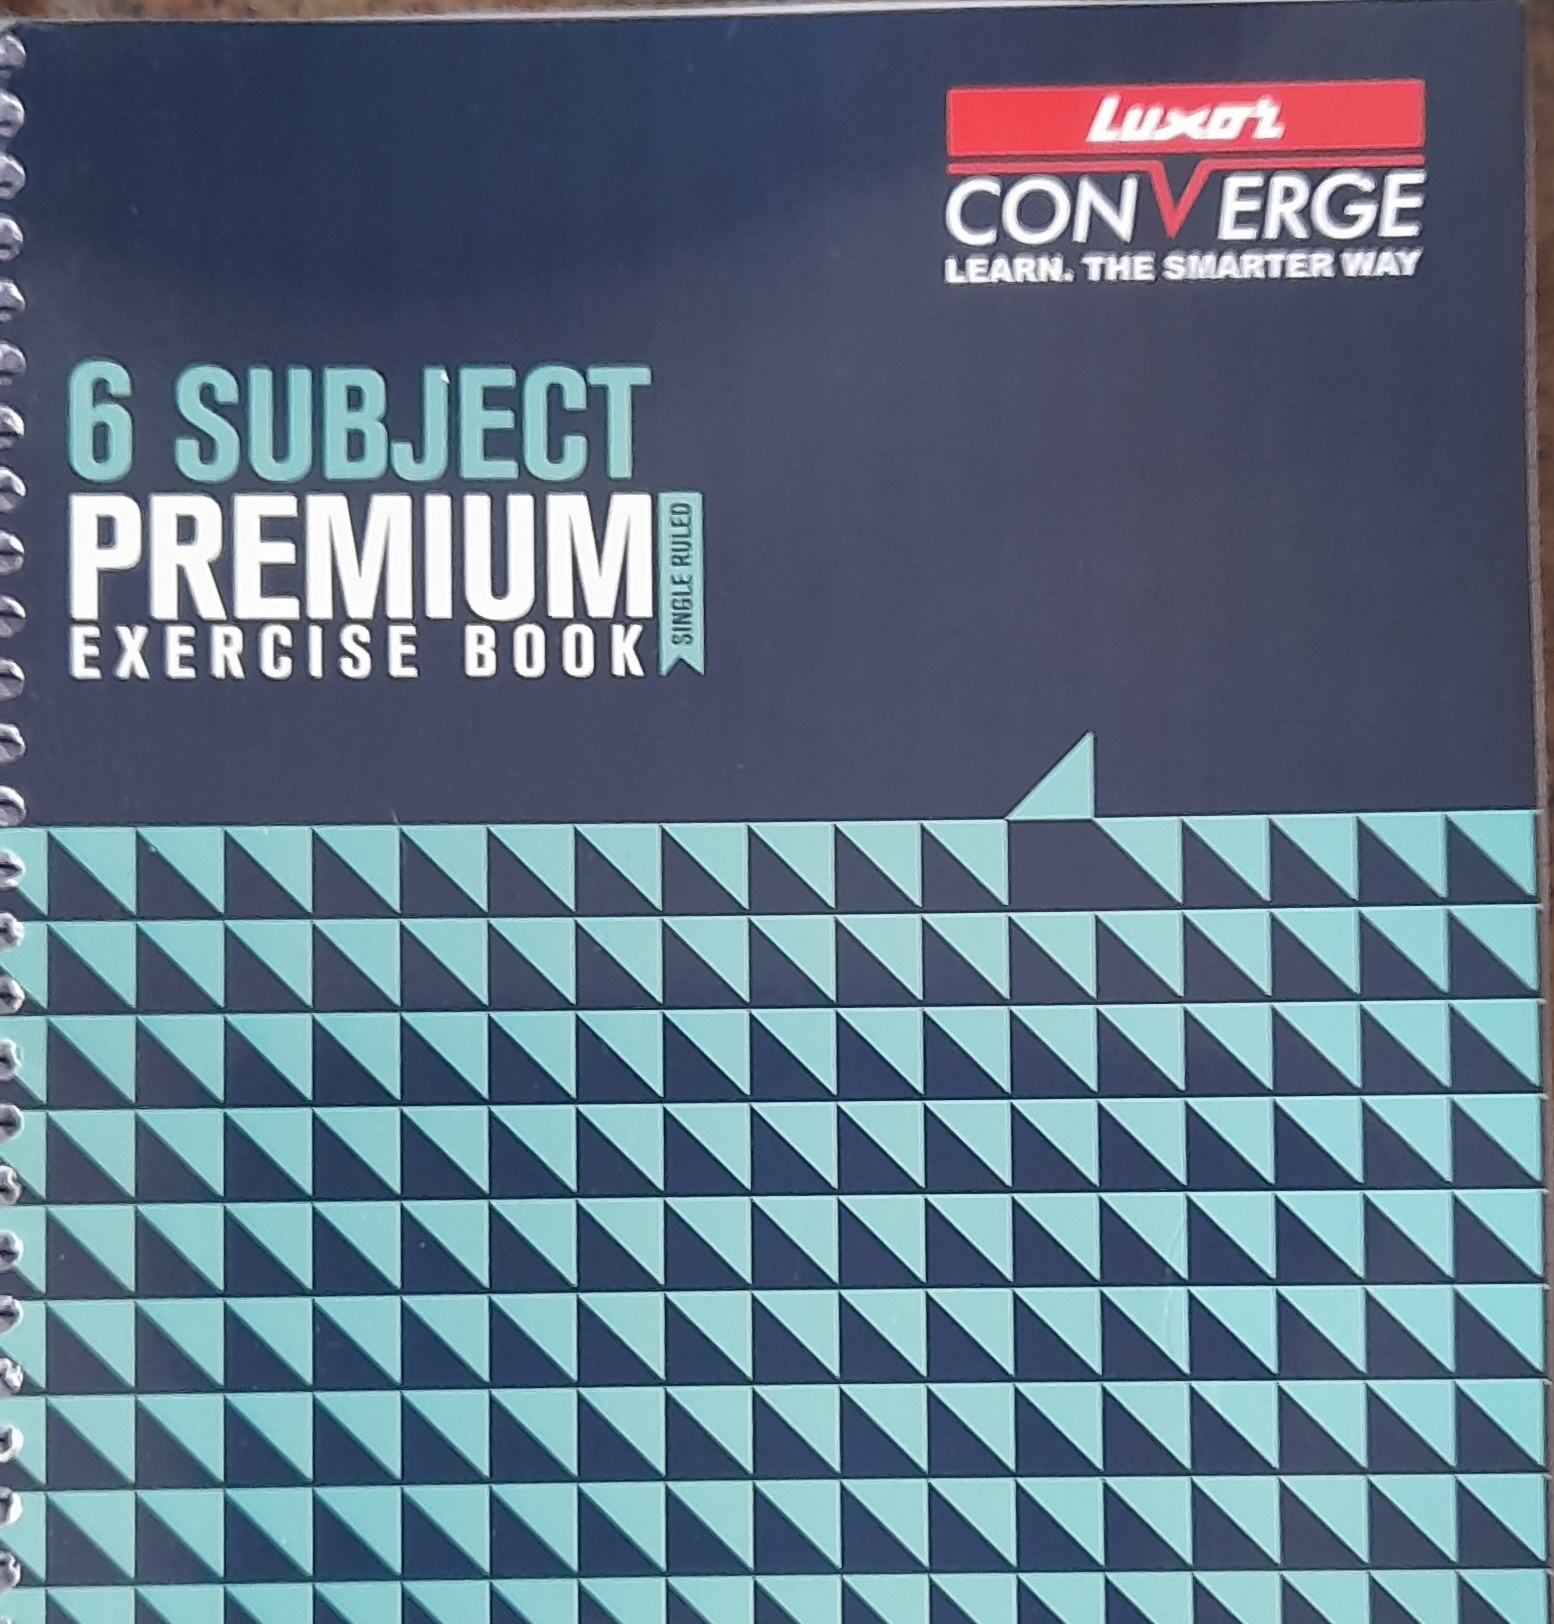 Luxor
CONVERGE
LEARN. THE SMARTER WAY
6 SUBJECT
PREMIUM
SINGLE RULED
EXERCISE BOOK